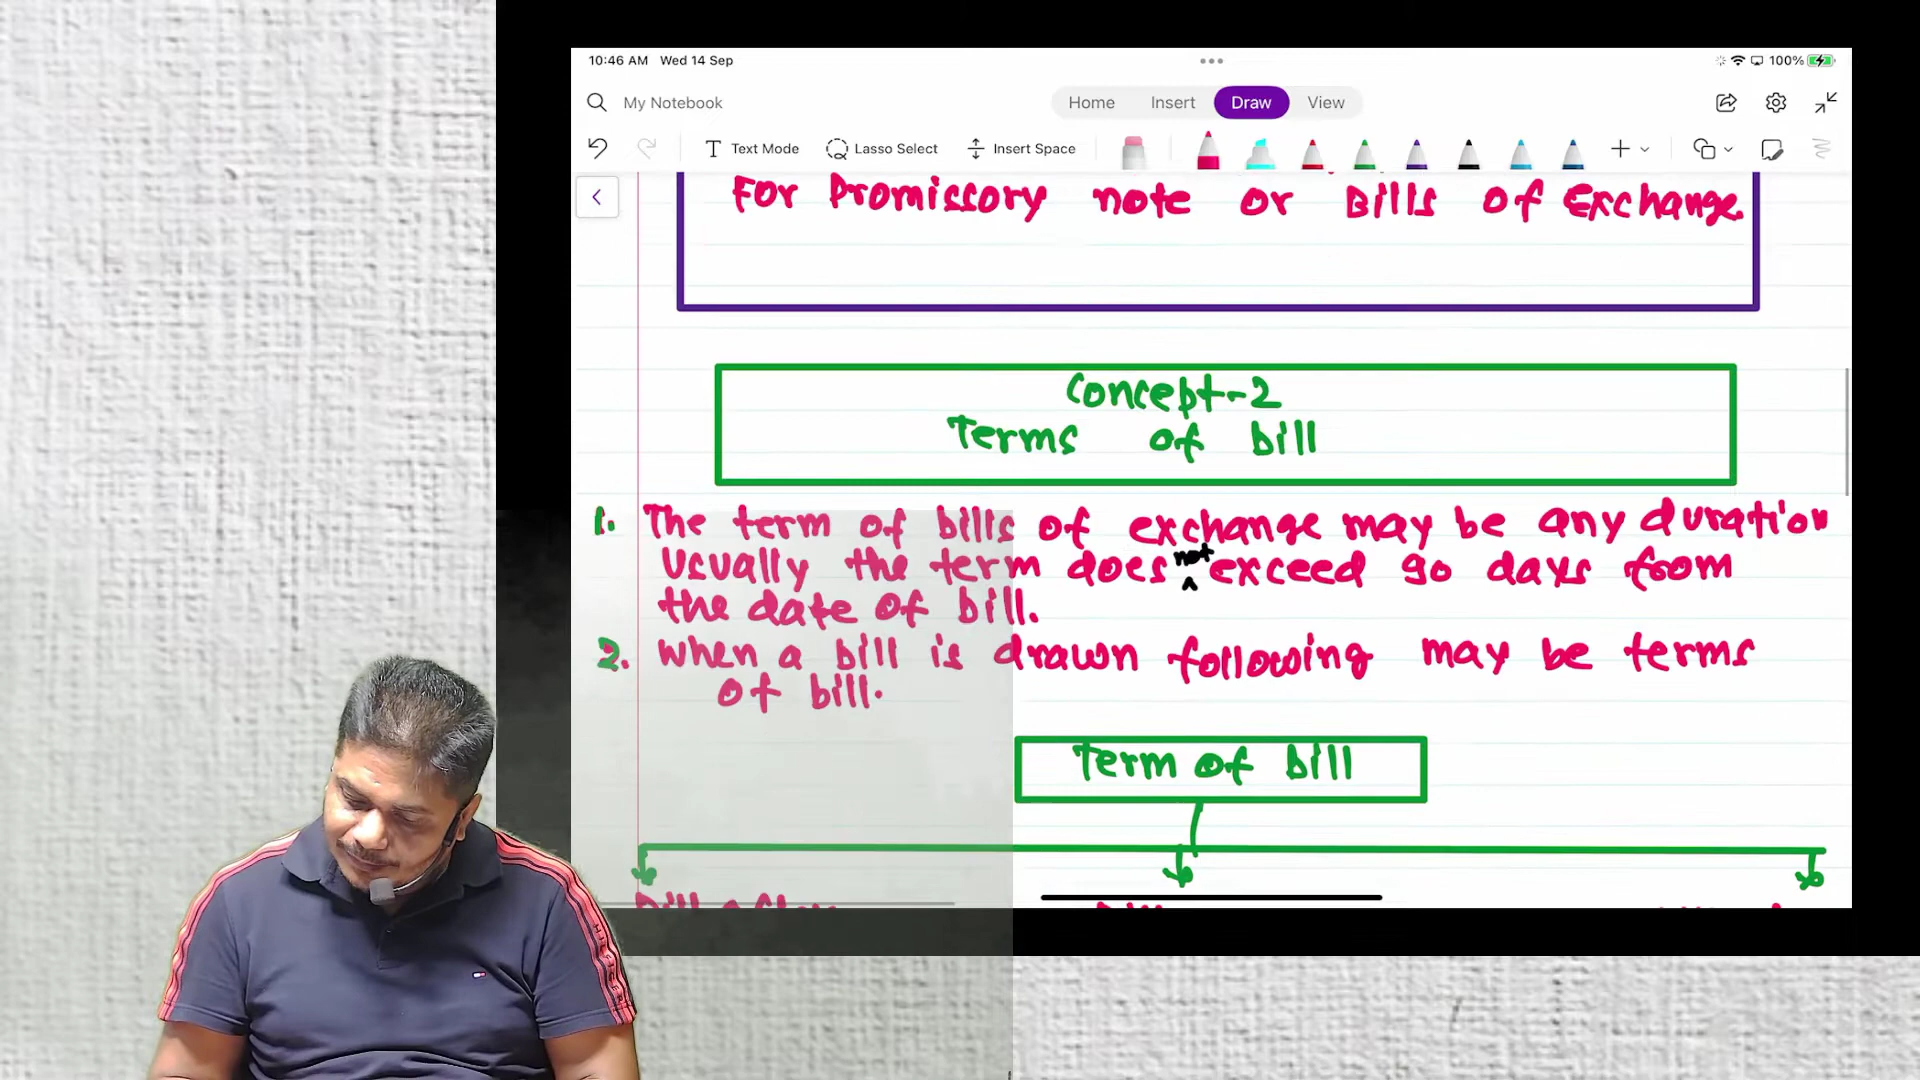 10:46 AM Wed 14 Sep
100%
My Notebook
Home Insert Draw View
Text Mode Lasso Select Insert Space
For Promissory note or Bills of Exchange.
Concept-2
Terms of bill
1. The term of bills of exchange may be any duration
Usually the term does not exceed 90 days from
the date of bill.
2. When a bill is drawn following may be terms
of bill.
Term of bill